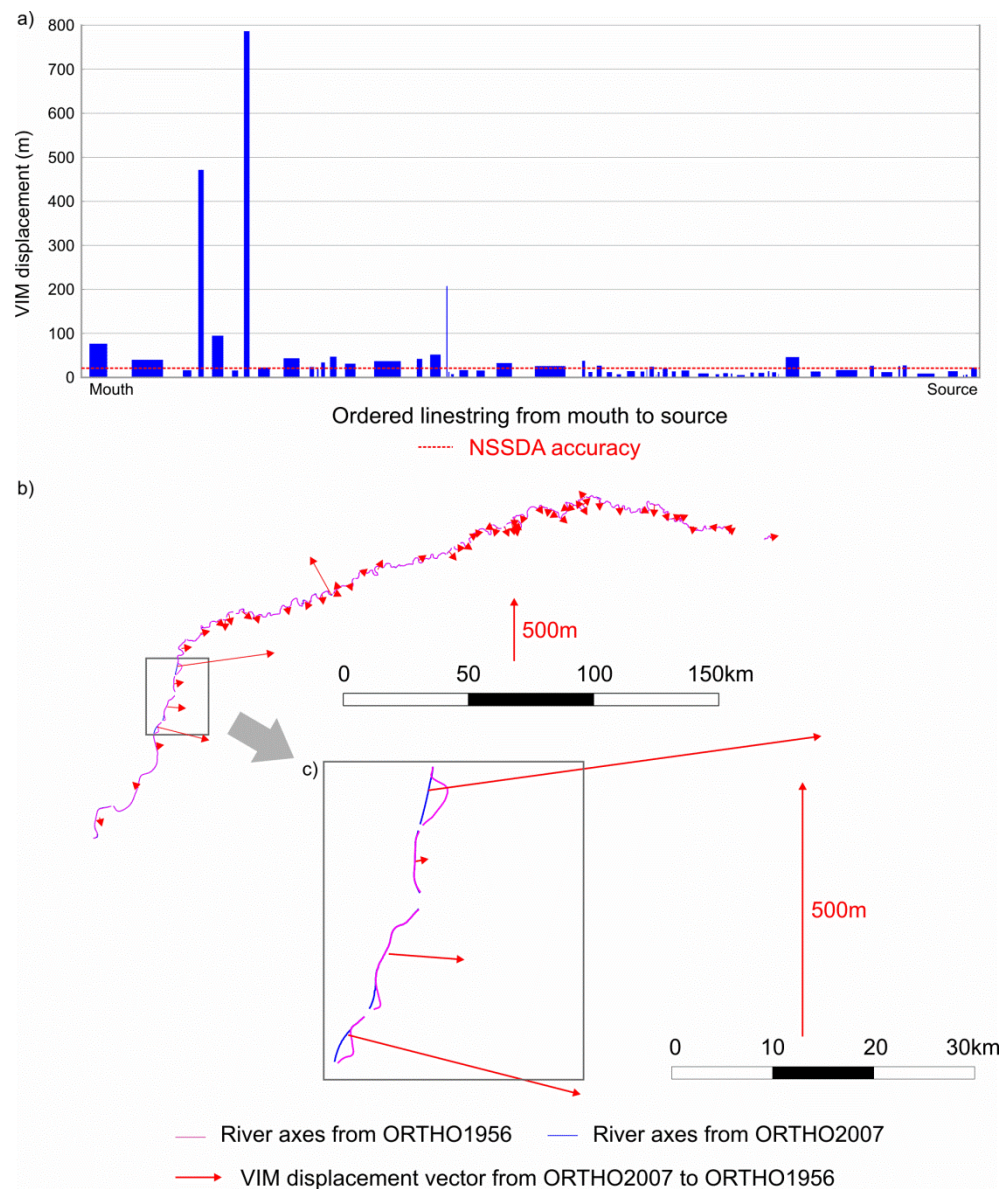 a)
800
700
600
500
400
300
200
100
0
VIM displacement (m)
Mouth
Source
Ordered linestring from mouth to source
NSSDA accuracy
b)
500m
0 50 100 150km
c)
500m
0 10 20 30km
River axes from ORTHO1956
River axes from ORTHO2007
VIM displacement vector from ORTHO2007 to ORTHO1956